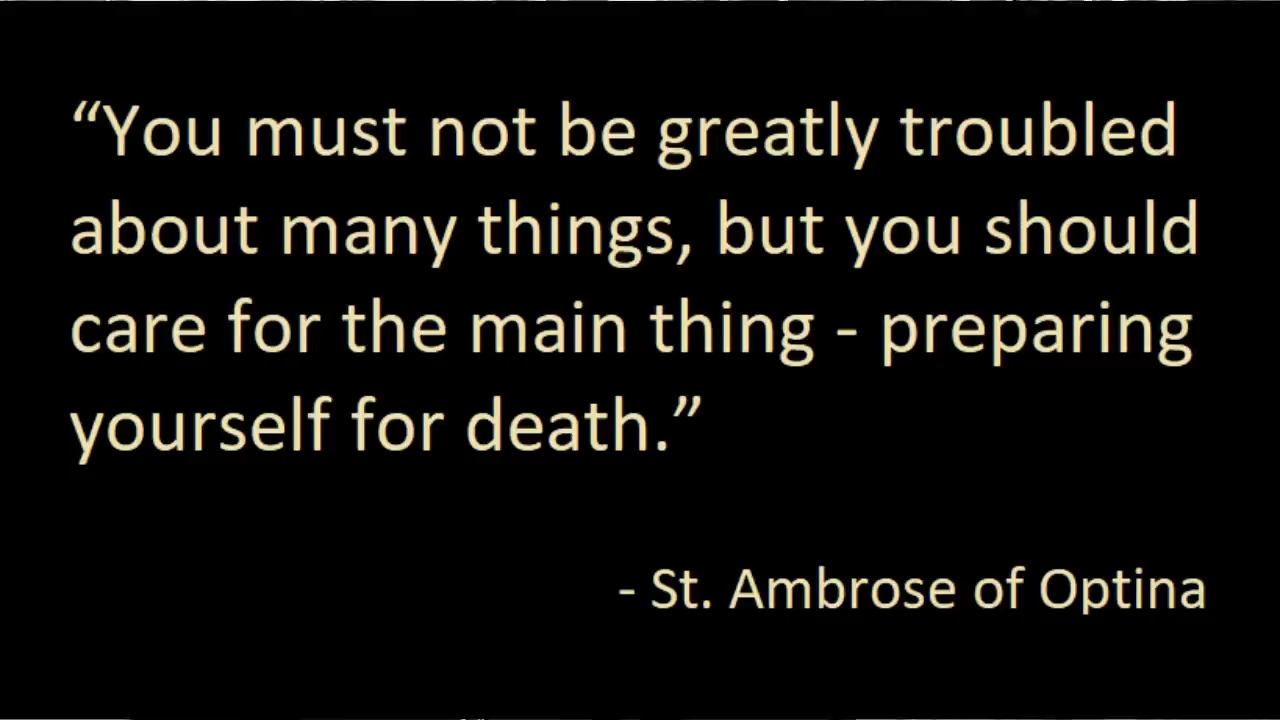 “You must not be greatly troubled
about many things, but you should
care for the main thing - preparing
yourself for death.”
- St. Ambrose of Optina